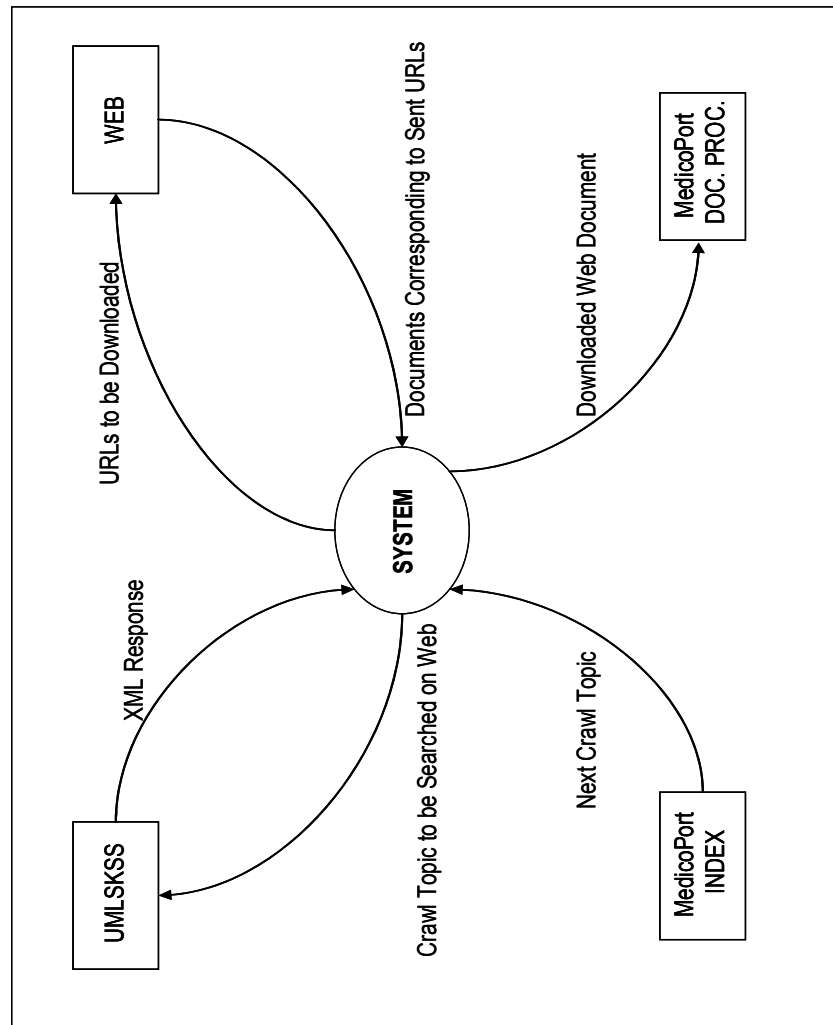 UMLSKSS
XML Response
URLs to be Downloaded
WEB
SYSTEM
Crawl Topic to be Searched on Web
Documents Corresponding to Sent URLs
Next Crawl Topic
Downloaded Web Document
MedicoPort
INDEX
MedicoPort
DOC. PROC.